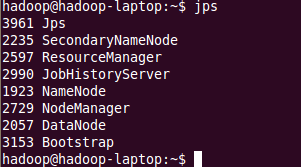 hadoop@hadoop-laptop:~$ jps
3961 Jps
2235 SecondaryNameNode
2597 ResourceManager
2990 JobHistoryServer
1923 NameNode
2729 NodeManager
2057 DataNode
3153 Bootstrap
hadoop@hadoop-laptop:~$